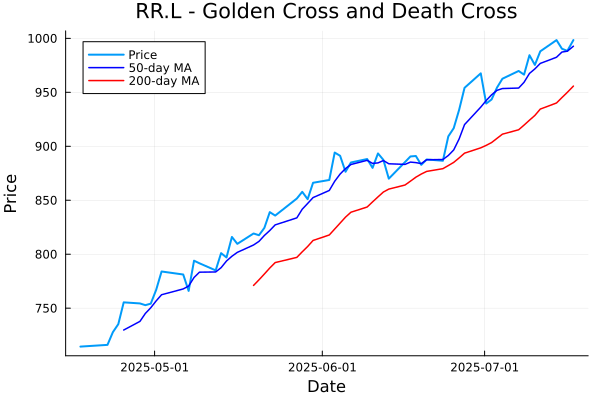 RR.L - Golden Cross and Death Cross
Price
50-day MA
200-day MA
1000
950
900
850
800
750
Price
2025-05-01
2025-06-01
2025-07-01
Date